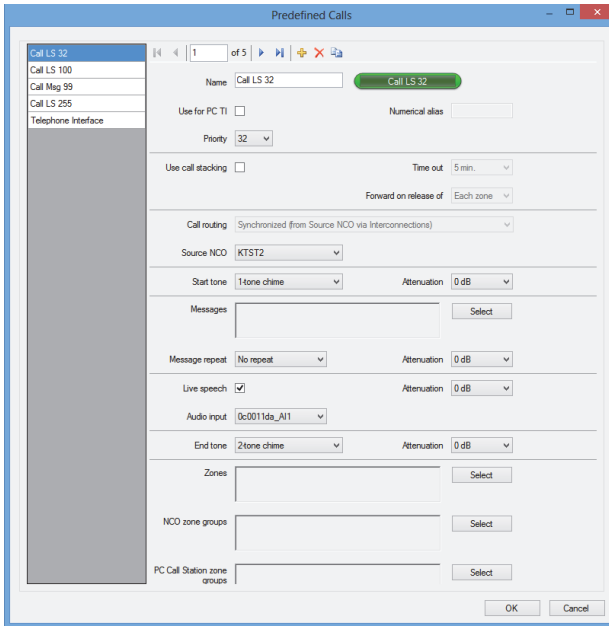 Predefined Calls
Call LS 32
Call LS 100
Call Msg 99
Call LS 255
Telephone Interface
1 of 5
Name Call LS 32 Call LS 32
Use for PC TI Numerical alias
Priority 32
Use call stacking Time out 5 min.
Forward on release of Each zone
Call routing Synchronized (from Source NCO via Interconnections)
Source NCO KTST2
Start tone 1-tone chime Attenuation 0 dB
Messages Select
Message repeat No repeat Attenuation 0 dB
Live speech Attenuation 0 dB
Audio input 0c0011da_AI1
End tone 2-tone chime Attenuation 0 dB
Zones Select
NCO zone groups Select
PC Call Station zone groups Select
OK Cancel